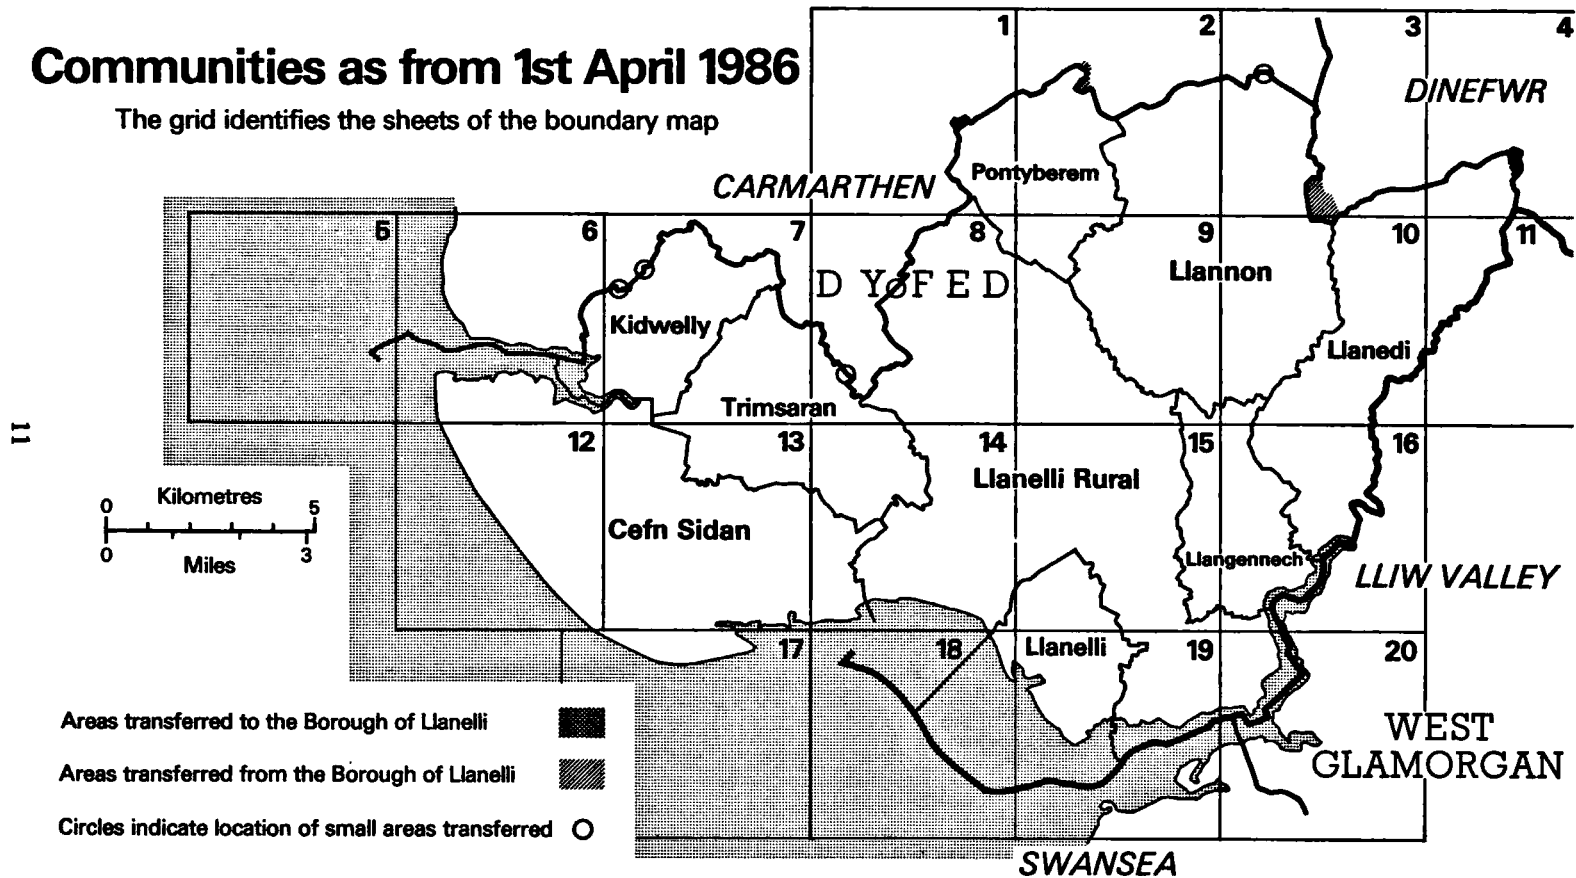 Communities as from 1st April 1986
The grid identifies the sheets of the boundary map
1
2
3
4
DINEFWR
CARMARTHEN
Pontyberem
5
6
7
8
9
10
11
DYFED
Llannon
Kidwelly
Llanedi
Trimsaran
11
12
13
14
15
16
Llanelli Rural
Kilometres
0
5
0
3
Miles
Cefn Sidan
Llangennech
LLIW VALLEY
17
18
Llanelli
19
20
Areas transferred to the Borough of Llanelli
WEST
GLAMORGAN
Areas transferred from the Borough of Llanelli
Circles indicate location of small areas transferred
SWANSEA